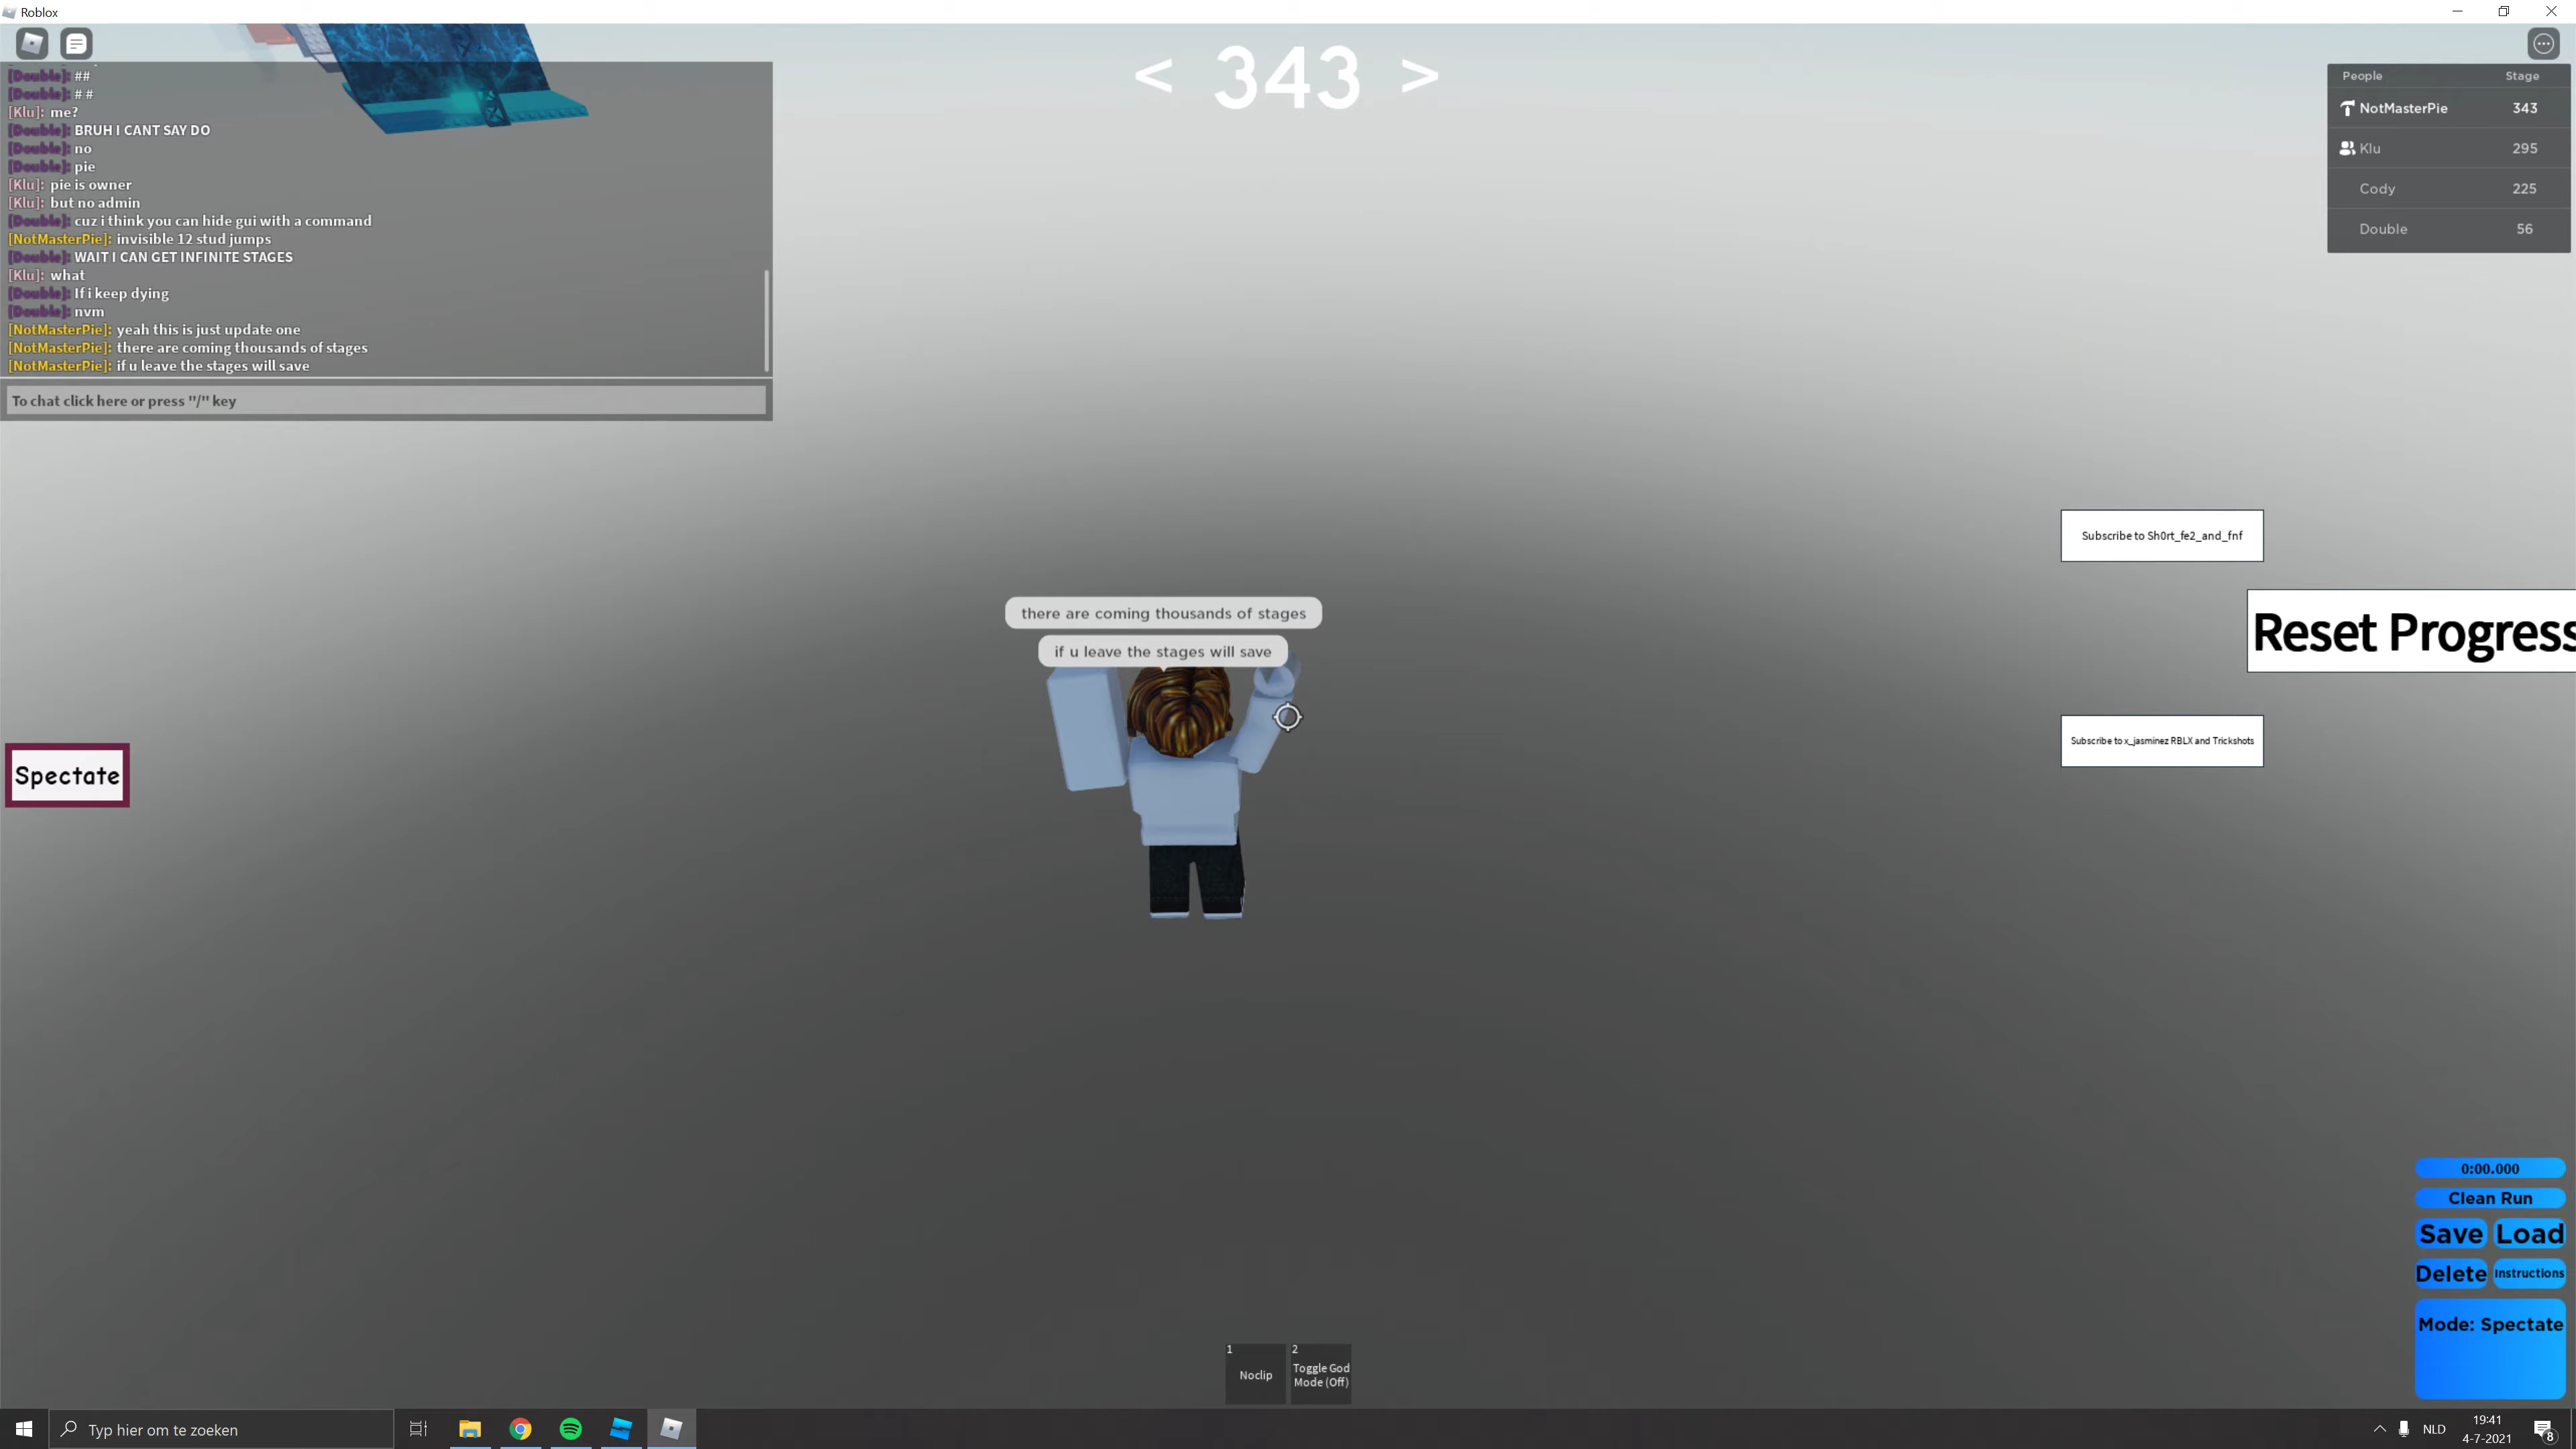 Roblox
[Double]: ##
[Double]: # #
[Klu]: me?
[Double]: BRUH I CANT SAY DO
[Double]: no
[Double]: pie
[Klu]: pie is owner
[Klu]: but no admin
[Double]: cuz i think you can hide gui with a command
[NotMasterPie]: invisible 12 stud jumps
[Double]: WAIT I CAN GET INFINITE STAGES
[Klu]: what
[Double]: If i keep dying
[Double]: nvm
[NotMasterPie]: yeah this is just update one
[NotMasterPie]: there are coming thousands of stages
[NotMasterPie]: if u leave the stages will save
To chat click here or press "/" key
< 343 >
People Stage
NotMasterPie 343
Klu 295
Cody 225
Double 56
Subscribe to Sh0rt_fe2_and_fnf
Reset Progress
Subscribe to x_jasminez RBLX and Trickshots
there are coming thousands of stages
if u leave the stages will save
Spectate
0:00.000
Clean Run
Save Load
Delete Instructions
Mode: Spectate
1
Noclip
2
Toggle God
Mode (Off)
Typ hier om te zoeken
NLD
19:41
4-7-2021
8